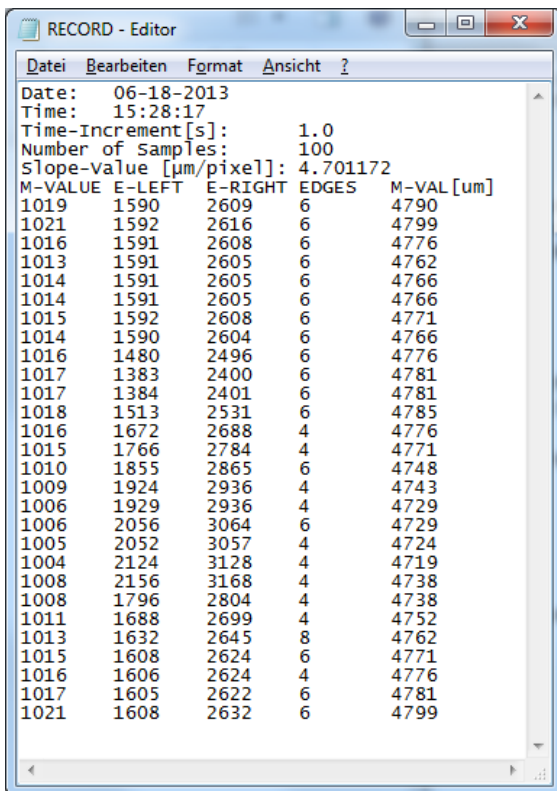 RECORD - Editor
Datei Bearbeiten Format Ansicht ?
Date: 06-18-2013
Time: 15:28:17
Time-Increment[s]: 1.0
Number of Samples: 100
Slope-Value [µm/pixel]: 4.701172
M-VALUE E-LEFT E-RIGHT EDGES M-VAL[um]
1019 1590 2609 6 4790
1021 1592 2616 6 4799
1016 1591 2608 6 4776
1013 1591 2605 6 4762
1014 1591 2605 6 4766
1014 1591 2605 6 4766
1015 1592 2608 6 4771
1014 1590 2604 6 4766
1016 1480 2496 6 4776
1017 1383 2400 6 4781
1017 1384 2401 6 4781
1018 1513 2531 6 4785
1016 1672 2688 4 4776
1015 1766 2784 4 4771
1010 1855 2865 6 4748
1009 1924 2936 4 4743
1006 1929 2936 4 4729
1006 2056 3064 6 4729
1005 2052 3057 4 4724
1004 2124 3128 4 4719
1008 2156 3168 4 4738
1008 1796 2804 4 4738
1011 1688 2699 4 4752
1013 1632 2645 8 4762
1015 1608 2624 6 4771
1016 1606 2624 4 4776
1017 1605 2622 6 4781
1021 1608 2632 6 4799